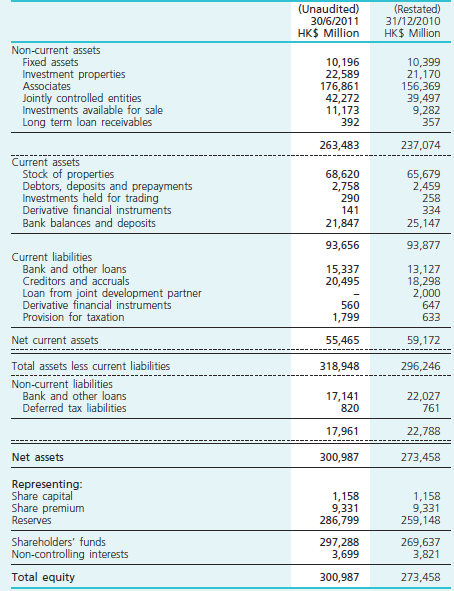 (Unaudited) (Restated)
30/6/2011 31/12/2010
HK$ Million HK$ Million
Non-current assets
Fixed assets 10,196 10,399
Investment properties 22,589 21,170
Associates 176,861 156,369
Jointly controlled entities 42,272 39,497
Investments available for sale 11,173 9,282
Long term loan receivables 392 357
263,483 237,074
Current assets
Stock of properties 68,620 65,679
Debtors, deposits and prepayments 2,758 2,459
Investments held for trading 290 258
Derivative financial instruments 141 334
Bank balances and deposits 21,847 25,147
93,656 93,877
Current liabilities
Bank and other loans 15,337 13,127
Creditors and accruals 20,495 18,298
Loan from joint development partner – 2,000
Derivative financial instruments 560 647
Provision for taxation 1,799 633
Net current assets 55,465 59,172
Total assets less current liabilities 318,948 296,246
Non-current liabilities
Bank and other loans 17,141 22,027
Deferred tax liabilities 820 761
17,961 22,788
Net assets 300,987 273,458
Representing:
Share capital 1,158 1,158
Share premium 9,331 9,331
Reserves 286,799 259,148
Shareholders' funds 297,288 269,637
Non-controlling interests 3,699 3,821
Total equity 300,987 273,458